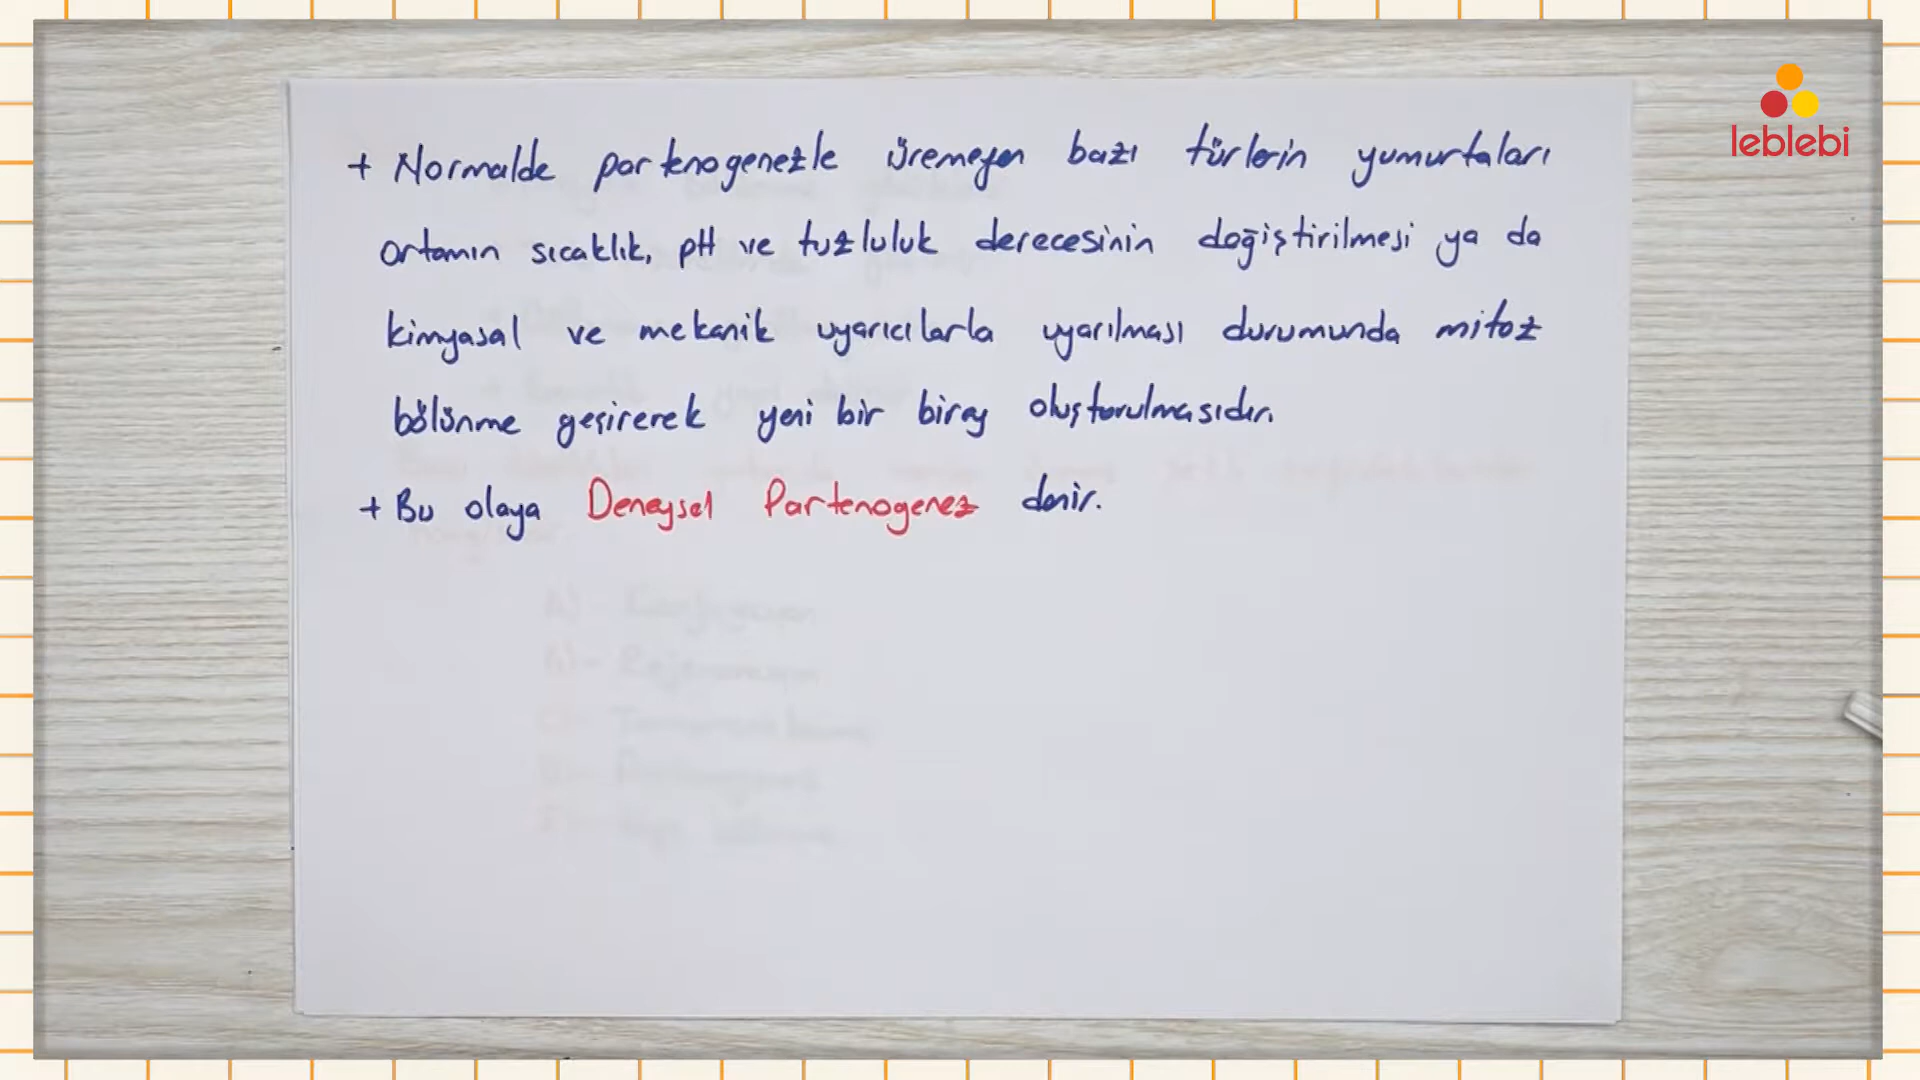 leblebi
+ Normalde partenogenezle üremeyen bazı türlerin yumurtaları
ortamın sıcaklık, pH ve tuzluluk derecesinin değiştirilmesi ya da
kimyasal ve mekanik uyarıcılarla uyarılması durumunda mitoz
bölünme geçirerek yeni bir birey oluşturulmasıdır.
+ Bu olaya Deneysel Partenogenez denir.